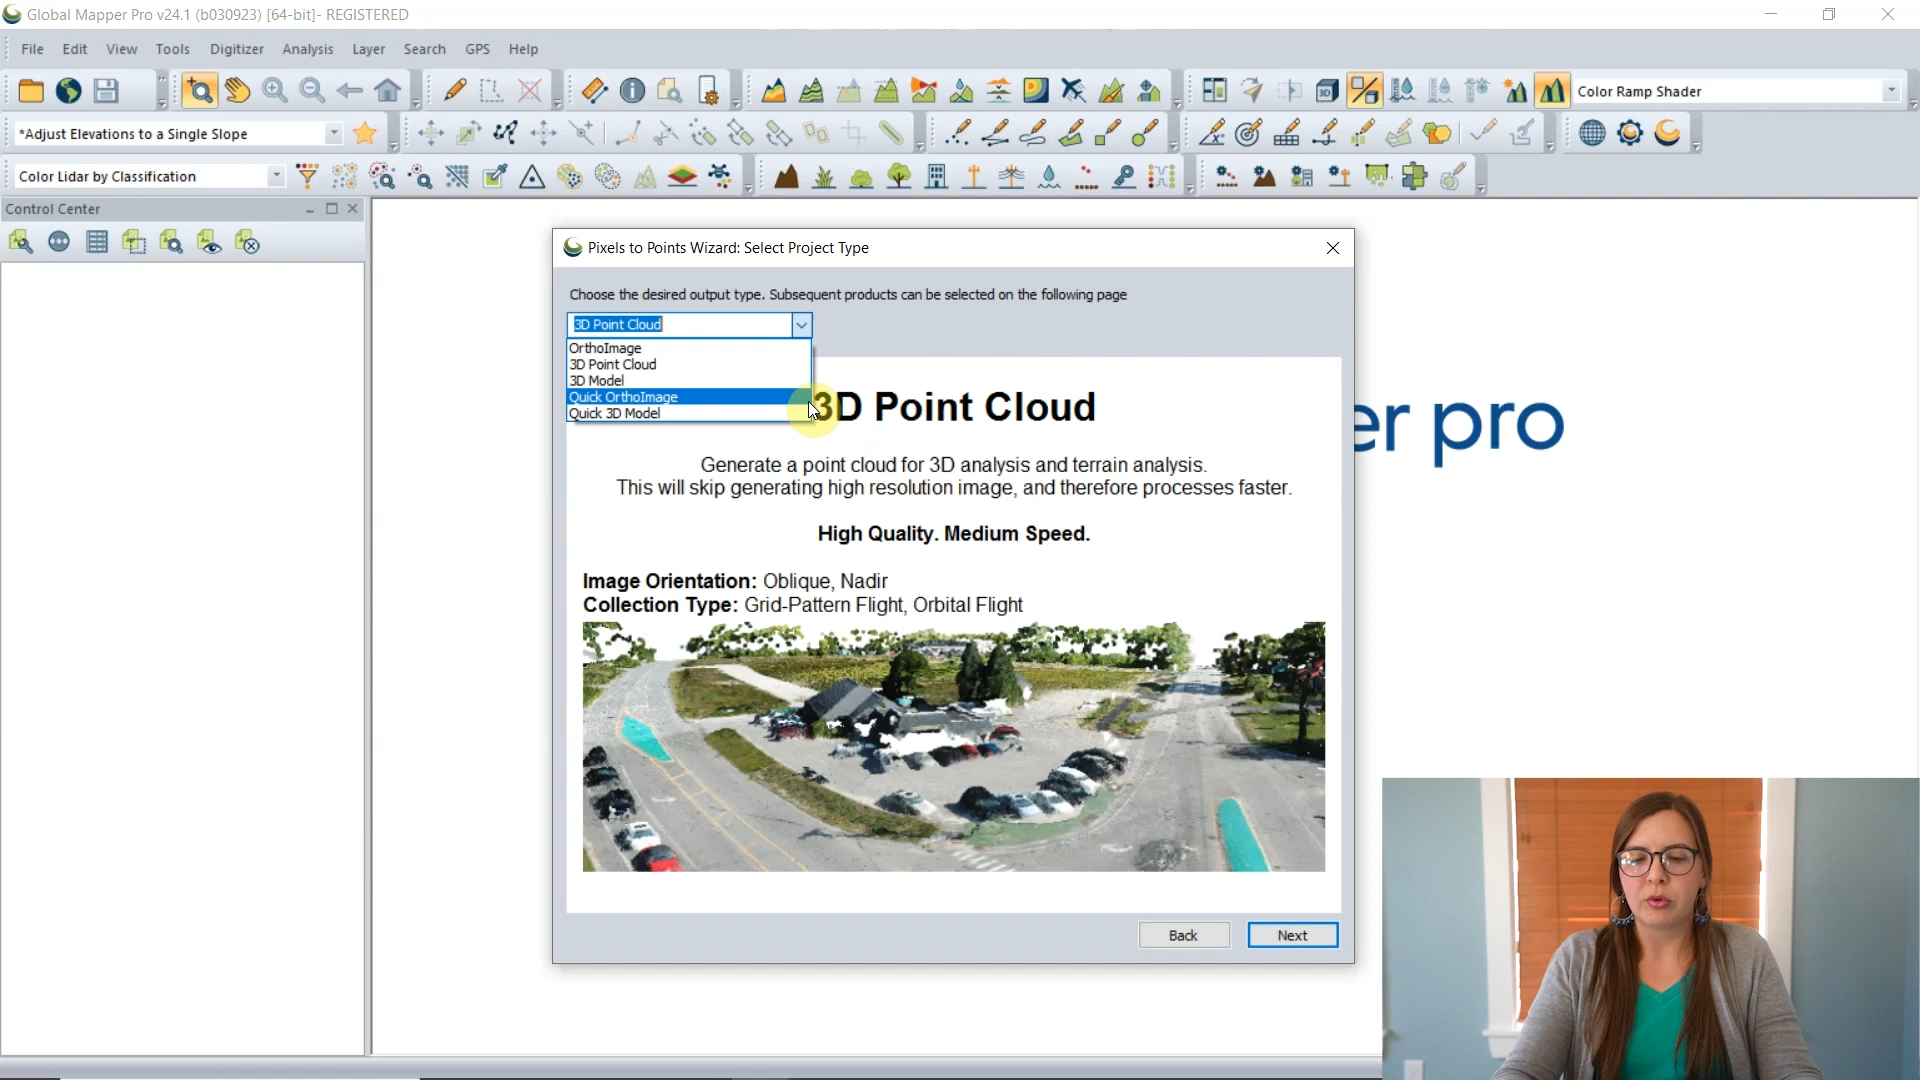 Global Mapper Pro v24.1 (b030923) [64-bit]- REGISTERED
File Edit View Tools Digitizer Analysis Layer Search GPS Help
Color Ramp Shader
*Adjust Elevations to a Single Slope
Color Lidar by Classification
Control Center
Pixels to Points Wizard: Select Project Type
Choose the desired output type. Subsequent products can be selected on the following page
3D Point Cloud
OrthoImage
3D Point Cloud
3D Model
Quick OrthoImage
Quick 3D Model
3D Point Cloud
er pro
Generate a point cloud for 3D analysis and terrain analysis.
This will skip generating high resolution image, and therefore processes faster.
High Quality. Medium Speed.
Image Orientation: Oblique, Nadir
Collection Type: Grid-Pattern Flight, Orbital Flight
Back Next